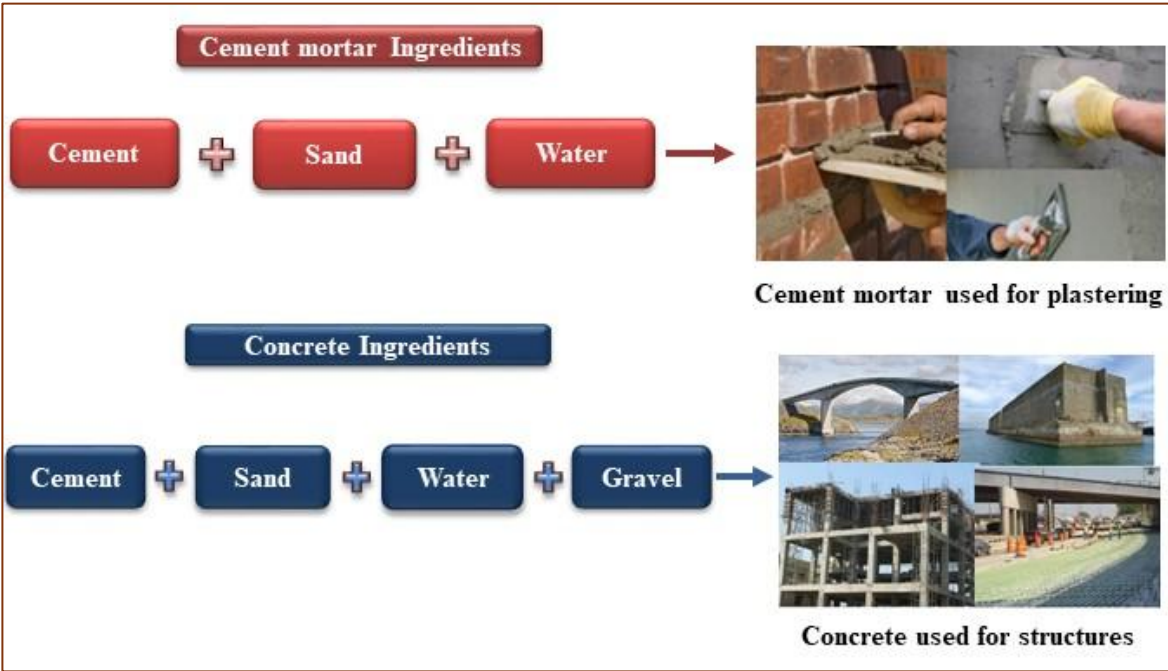 Cement mortar Ingredients
Cement + Sand + Water
Cement mortar used for plastering
Concrete Ingredients
Cement + Sand + Water + Gravel
Concrete used for structures